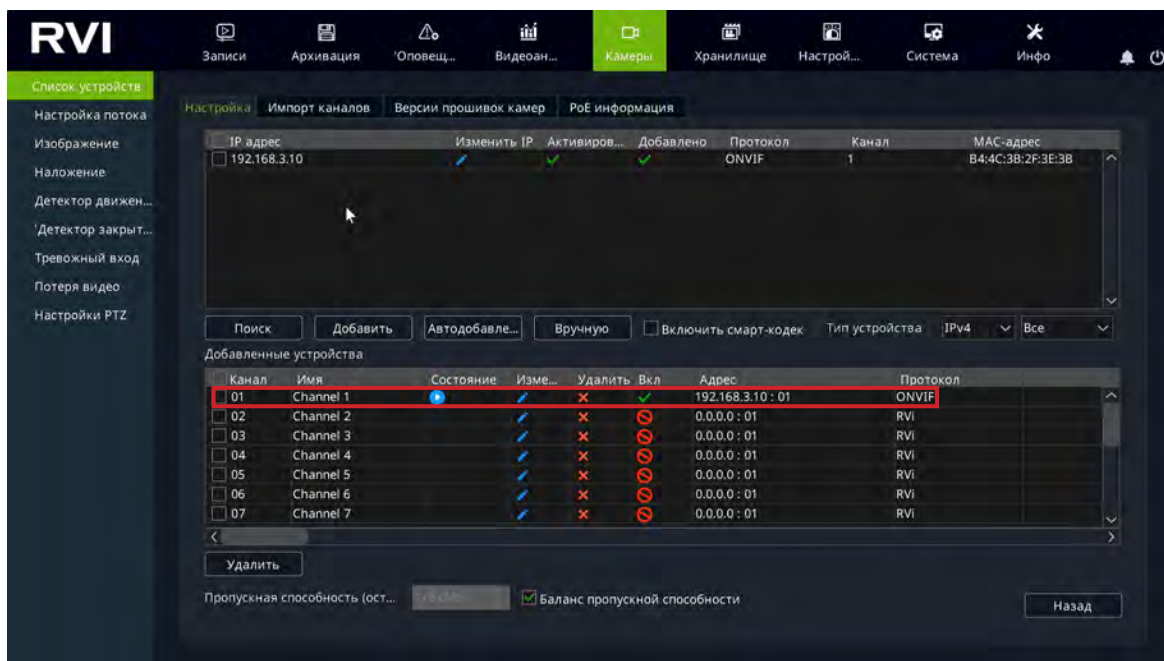 RVI
Записи Архивация 'Оповещ... Видеоан... Камеры Хранилище Настрой... Система Инфо
Список устройств
Настройка потока
Изображение
Наложение
Детектор движен...
'Детектор закрыт...
Тревожный вход
Потеря видео
Настройки PTZ
Настройка Импорт каналов Версии прошивок камер PoE информация
IP адрес Изменить IP Активиров... Добавлено Протокол Канал MAC-адрес
192.168.3.10 ONVIF 1 B4:4C:3B:2F:3E:3B
Поиск Добавить Автодобавле... Вручную Включить смарт-кодек Тип устройства IPv4 Все
Добавленные устройства
Канал Имя Состояние Изме... Удалить Вкл Адрес Протокол
01 Channel 1 192.168.3.10 : 01 ONVIF
02 Channel 2 0.0.0.0 : 01 RVi
03 Channel 3 0.0.0.0 : 01 RVi
04 Channel 4 0.0.0.0 : 01 RVi
05 Channel 5 0.0.0.0 : 01 RVi
06 Channel 6 0.0.0.0 : 01 RVi
07 Channel 7 0.0.0.0 : 01 RVi
Удалить
Пропускная способность (ост... Баланс пропускной способности
Назад